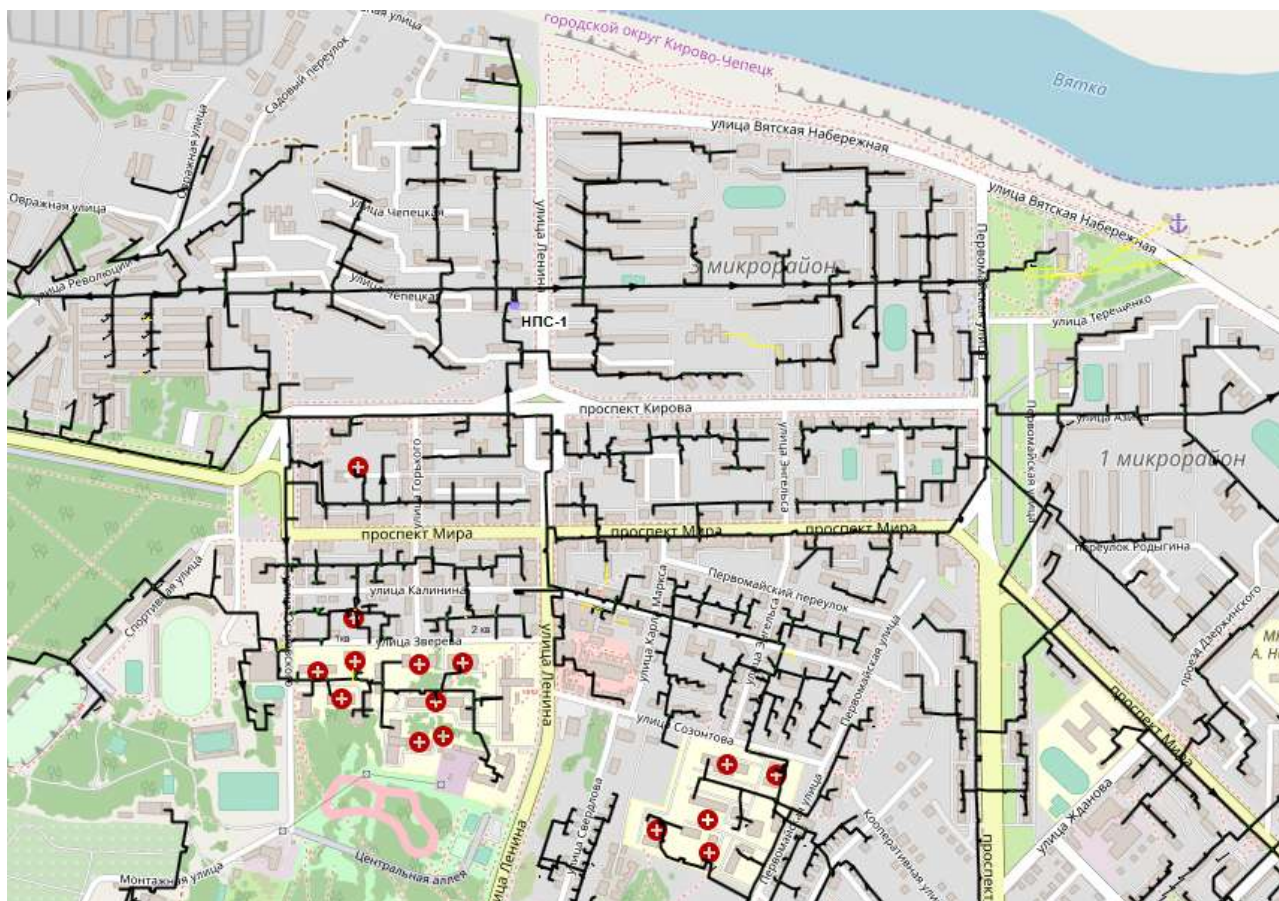 городской округ Кирово-Чепецк
Вятка
Садовый переулок
улица Вятская Набережная
Овражная улица
Овражная улица
улица Чепецкая
улица Ленина
Первомайская улица
улица Вятская Набережная
3 микрорайон
улица Революции
улица Чепецкая
НПС-1
улица Терещенко
проспект Кирова
улица Азина
улица Горького
улица Энгельса
Первомайская улица
1 микрорайон
проспект Мира
проспект Мира
проспект Мира
переулок Родыгина
Спортивная улица
улица Калинина
Первомайский переулок
улица Карла Маркса
улица Энгельса
проезд Дзержинского
1кв
2 кв
улица Зверева
улица Ленина
Первомайская улица
проспект Мира
улица Созонтова
улица Свердлова
улица Жданова
Центральная аллея
Монтажная улица
Первомайская улица
проспект